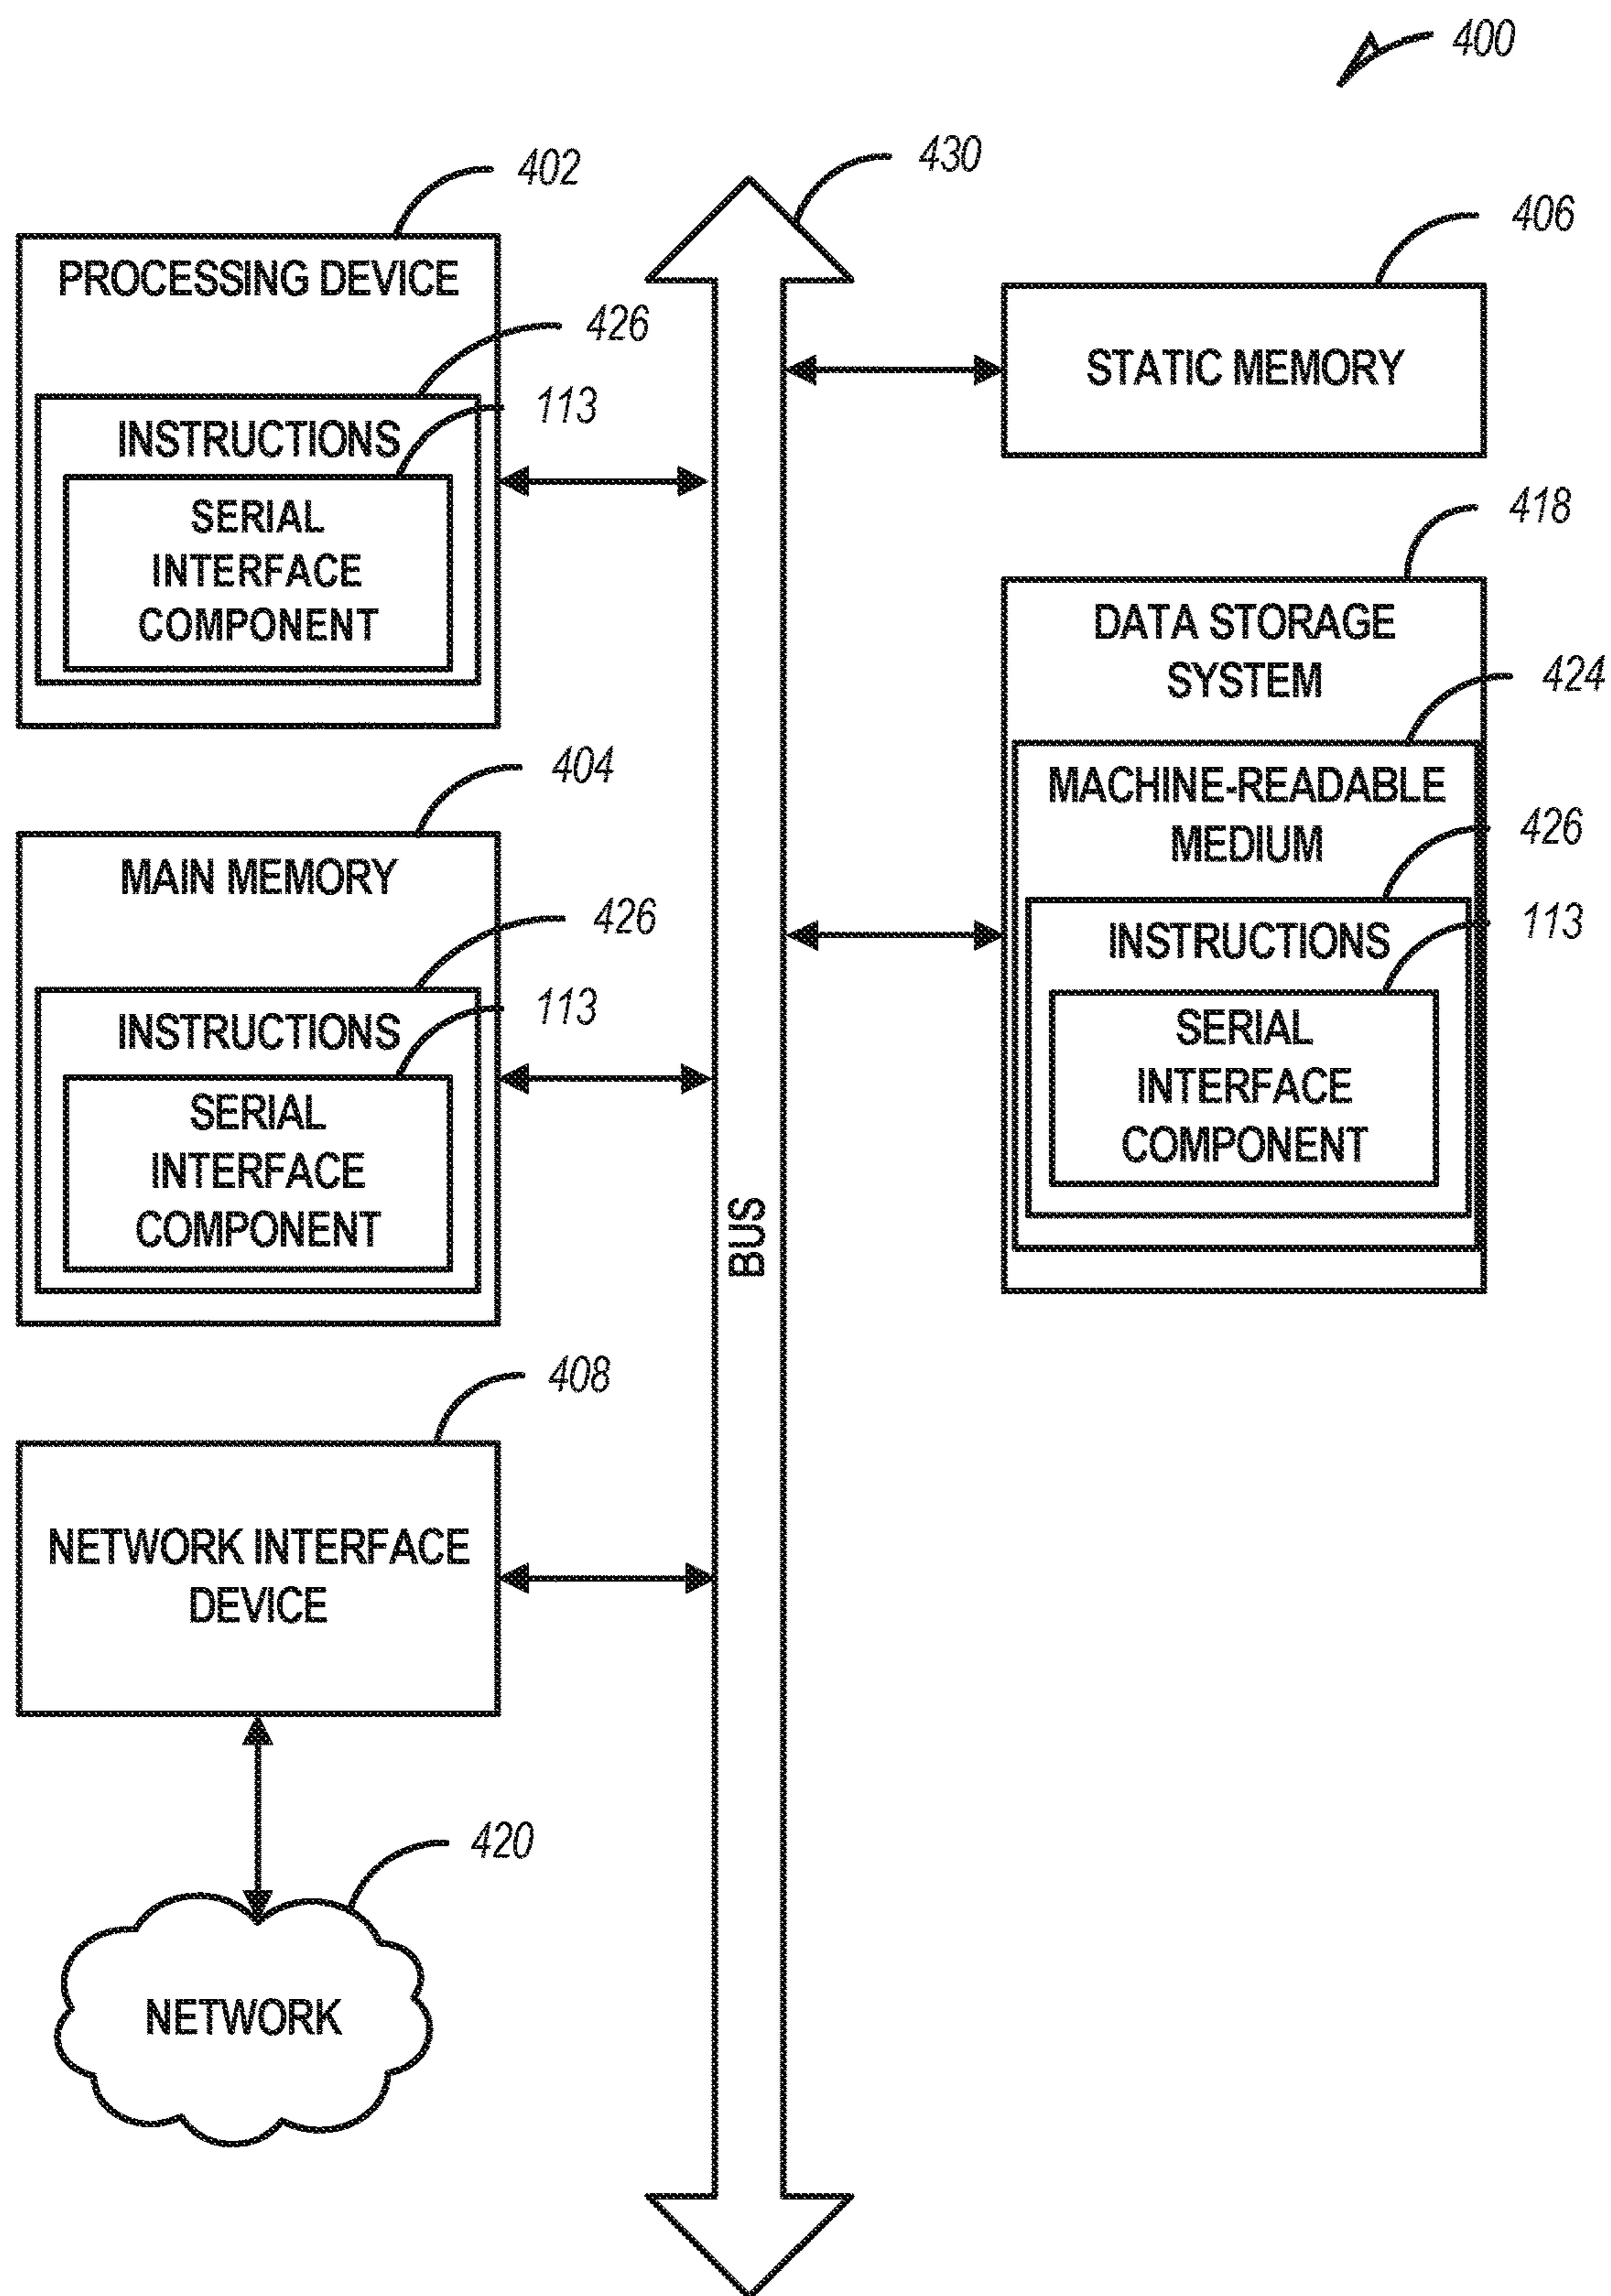 400
430
402
PROCESSING DEVICE
426
INSTRUCTIONS
113
SERIAL
INTERFACE
COMPONENT
404
MAIN MEMORY
426
INSTRUCTIONS
113
SERIAL
INTERFACE
COMPONENT
408
NETWORK INTERFACE
DEVICE
420
NETWORK
BUS
406
STATIC MEMORY
418
DATA STORAGE
SYSTEM
424
MACHINE-READABLE
MEDIUM
426
INSTRUCTIONS
113
SERIAL
INTERFACE
COMPONENT